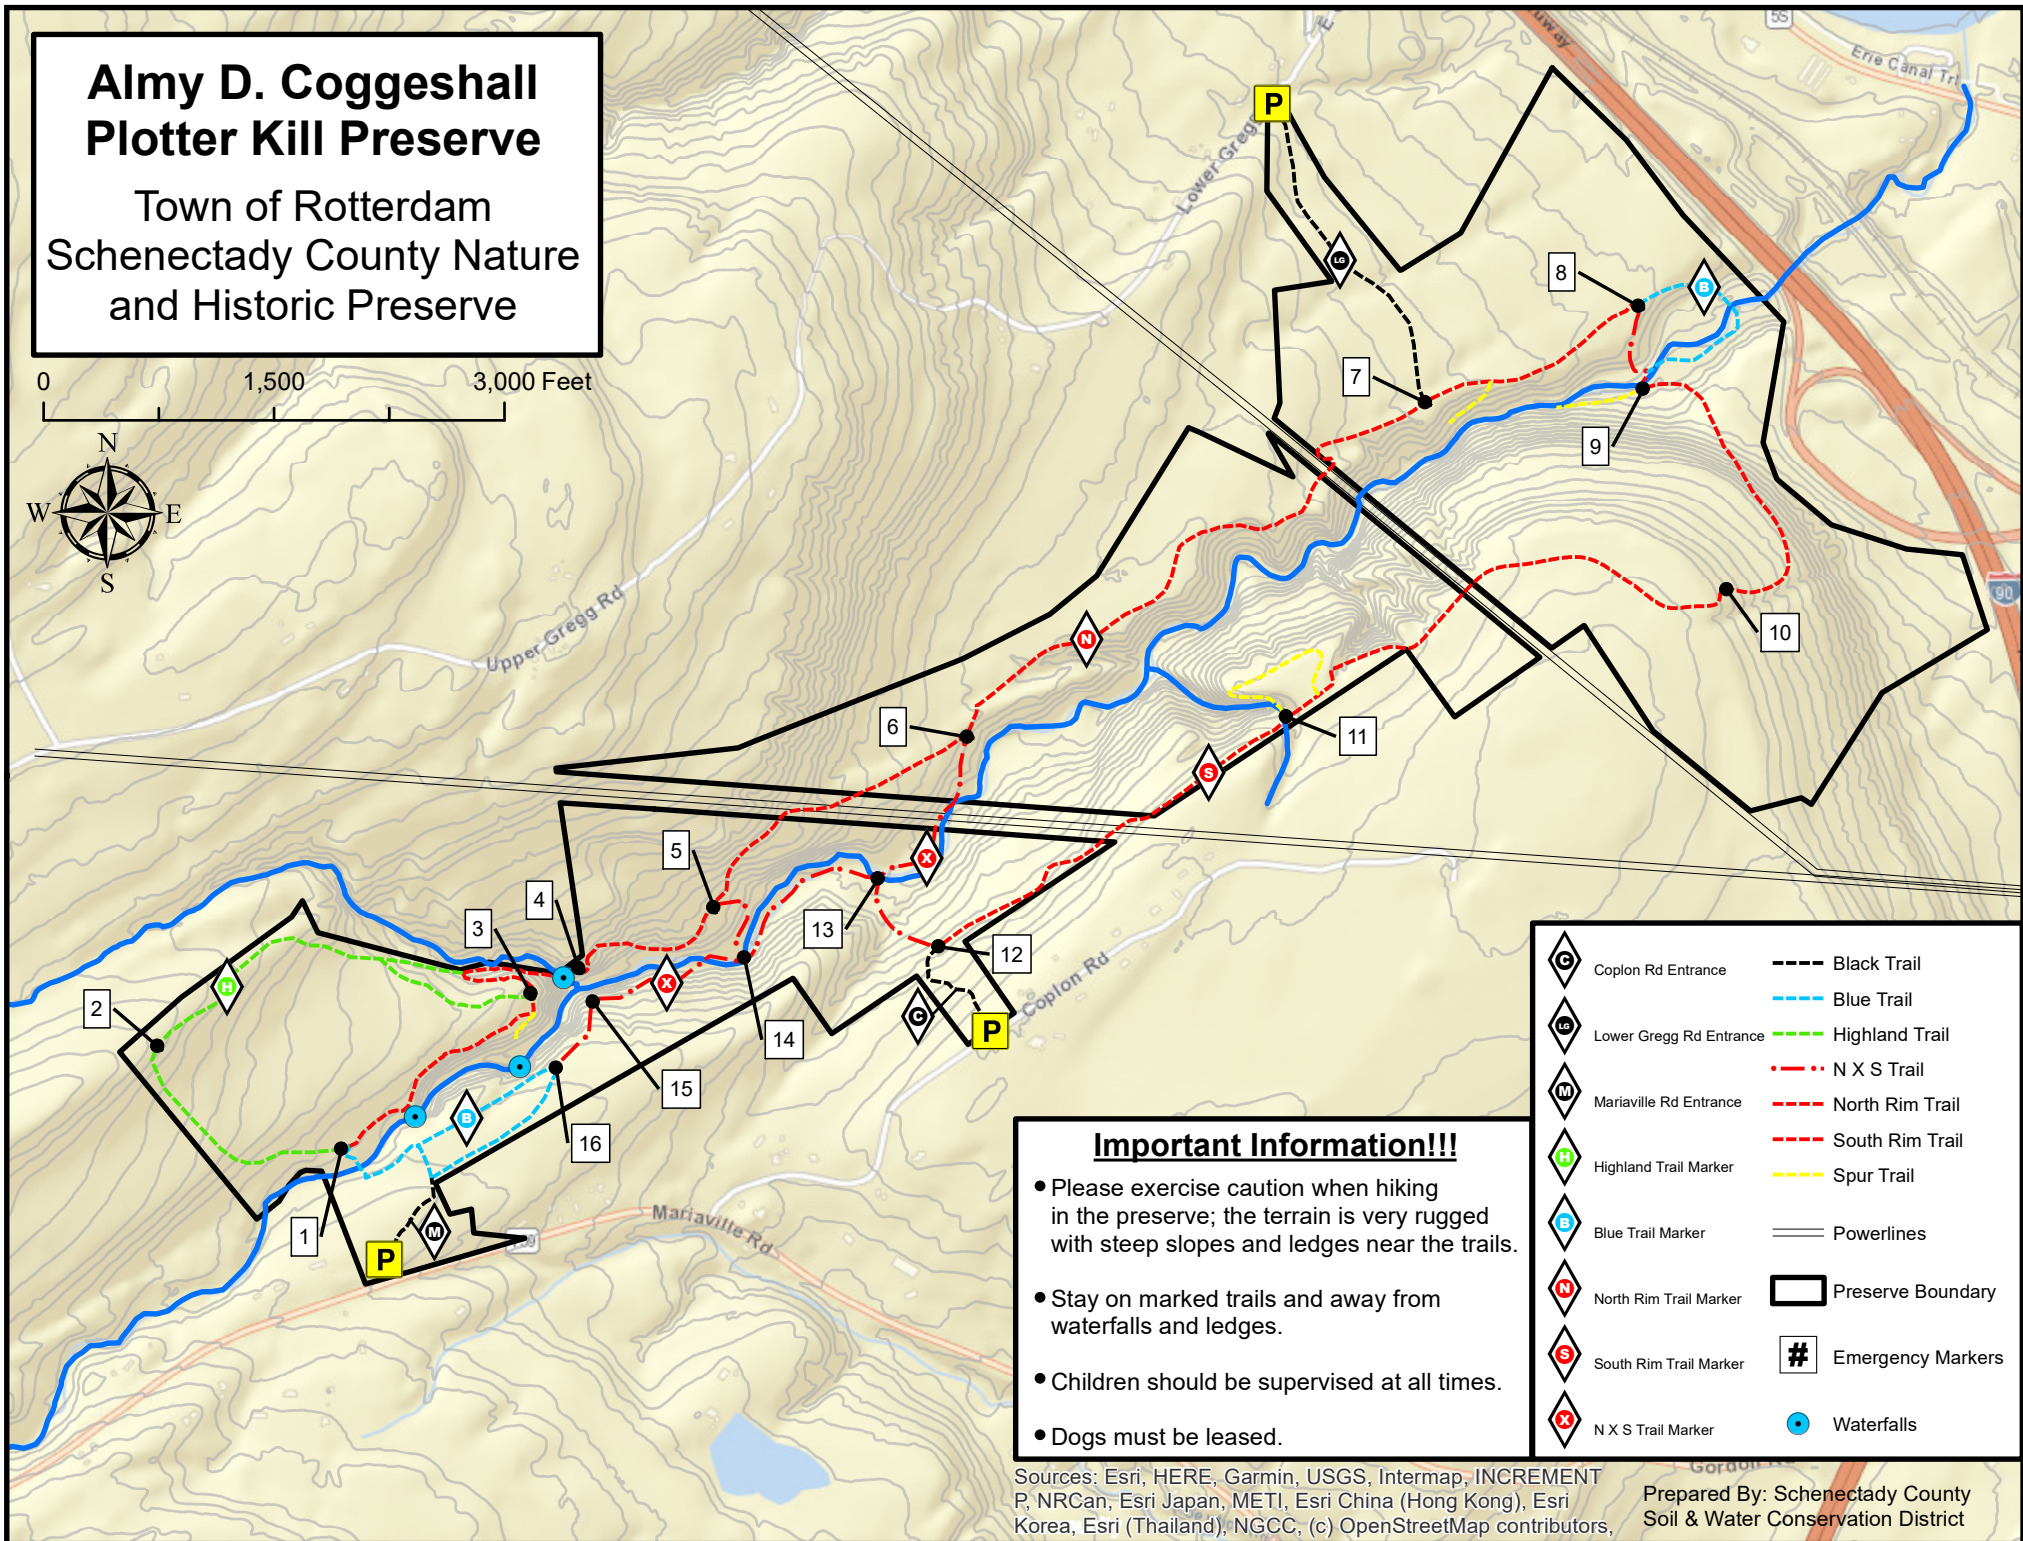 Almy D. Coggeshall
Plotter Kill Preserve
Town of Rotterdam
Schenectady County Nature
and Historic Preserve
0 1,500 3,000 Feet
N
W E
S
P
Lower Gregg
E
uway
5S
Erie Canal Trl
LG
8
B
7
9
90
10
Upper Gregg Rd
N
6
11
S
5
X
4
3
13
12
H
2
X
C
P
Coplon Rd
14
15
B
16
1
M
P
Mariaville Rd
C Coplon Rd Entrance
LG Lower Gregg Rd Entrance
M Mariaville Rd Entrance
H Highland Trail Marker
B Blue Trail Marker
N North Rim Trail Marker
S South Rim Trail Marker
X N X S Trail Marker
Black Trail
Blue Trail
Highland Trail
N X S Trail
North Rim Trail
South Rim Trail
Spur Trail
Powerlines
Preserve Boundary
# Emergency Markers
Waterfalls
Important Information!!!
• Please exercise caution when hiking
in the preserve; the terrain is very rugged
with steep slopes and ledges near the trails.
• Stay on marked trails and away from
waterfalls and ledges.
• Children should be supervised at all times.
• Dogs must be leased.
Gordon Rd
Sources: Esri, HERE, Garmin, USGS, Intermap, INCREMENT
P, NRCan, Esri Japan, METI, Esri China (Hong Kong), Esri
Korea, Esri (Thailand), NGCC, (c) OpenStreetMap contributors,
Prepared By: Schenectady County
Soil & Water Conservation District